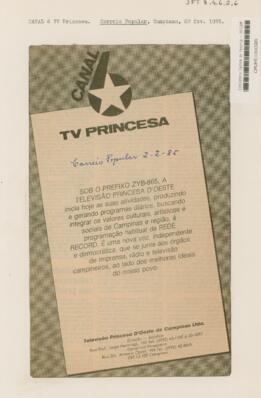 CANAL 6 TV Princesa. Correio Popular, Campinas, 02 fev. 1985.
CANAL
6
TV PRINCESA
Correio Popular 2-2-85
SOB O PREFIXO ZYB-865, A
TELEVISÃO PRINCESA D'OESTE
inicia hoje as suas atividades, produzindo
e gerando programas diários, buscando
integrar os valores culturais, artísticos e
sociais de Campinas e região, à
programação habitual da REDE
RECORD. É uma nova voz, independente
e democrática, que se junta aos órgãos
de imprensa, rádio e televisão
campineiros, ao lado dos melhores ideais
do nosso povo.
Televisão Princesa D'Oeste de Campinas Ltda.